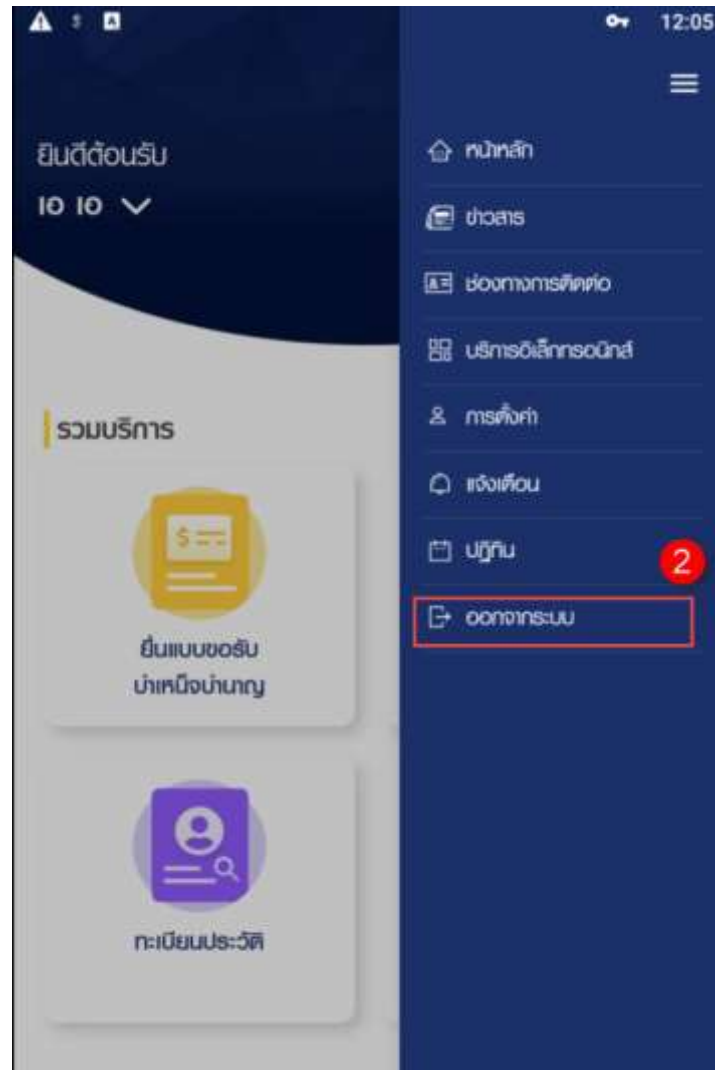 12:05
ยินดีต้อนรับ
เอ เอ
รวมบริการ
ยื่นแบบขอรับ
บำเหน็จบำนาญ
ทะเบียนประวัติ
หน้าหลัก
ข่าวสาร
ช่องทางการติดต่อ
บริการอิเล็กทรอนิกส์
การตั้งค่า
แจ้งเตือน
ปฏิทิน
2
ออกจากระบบ